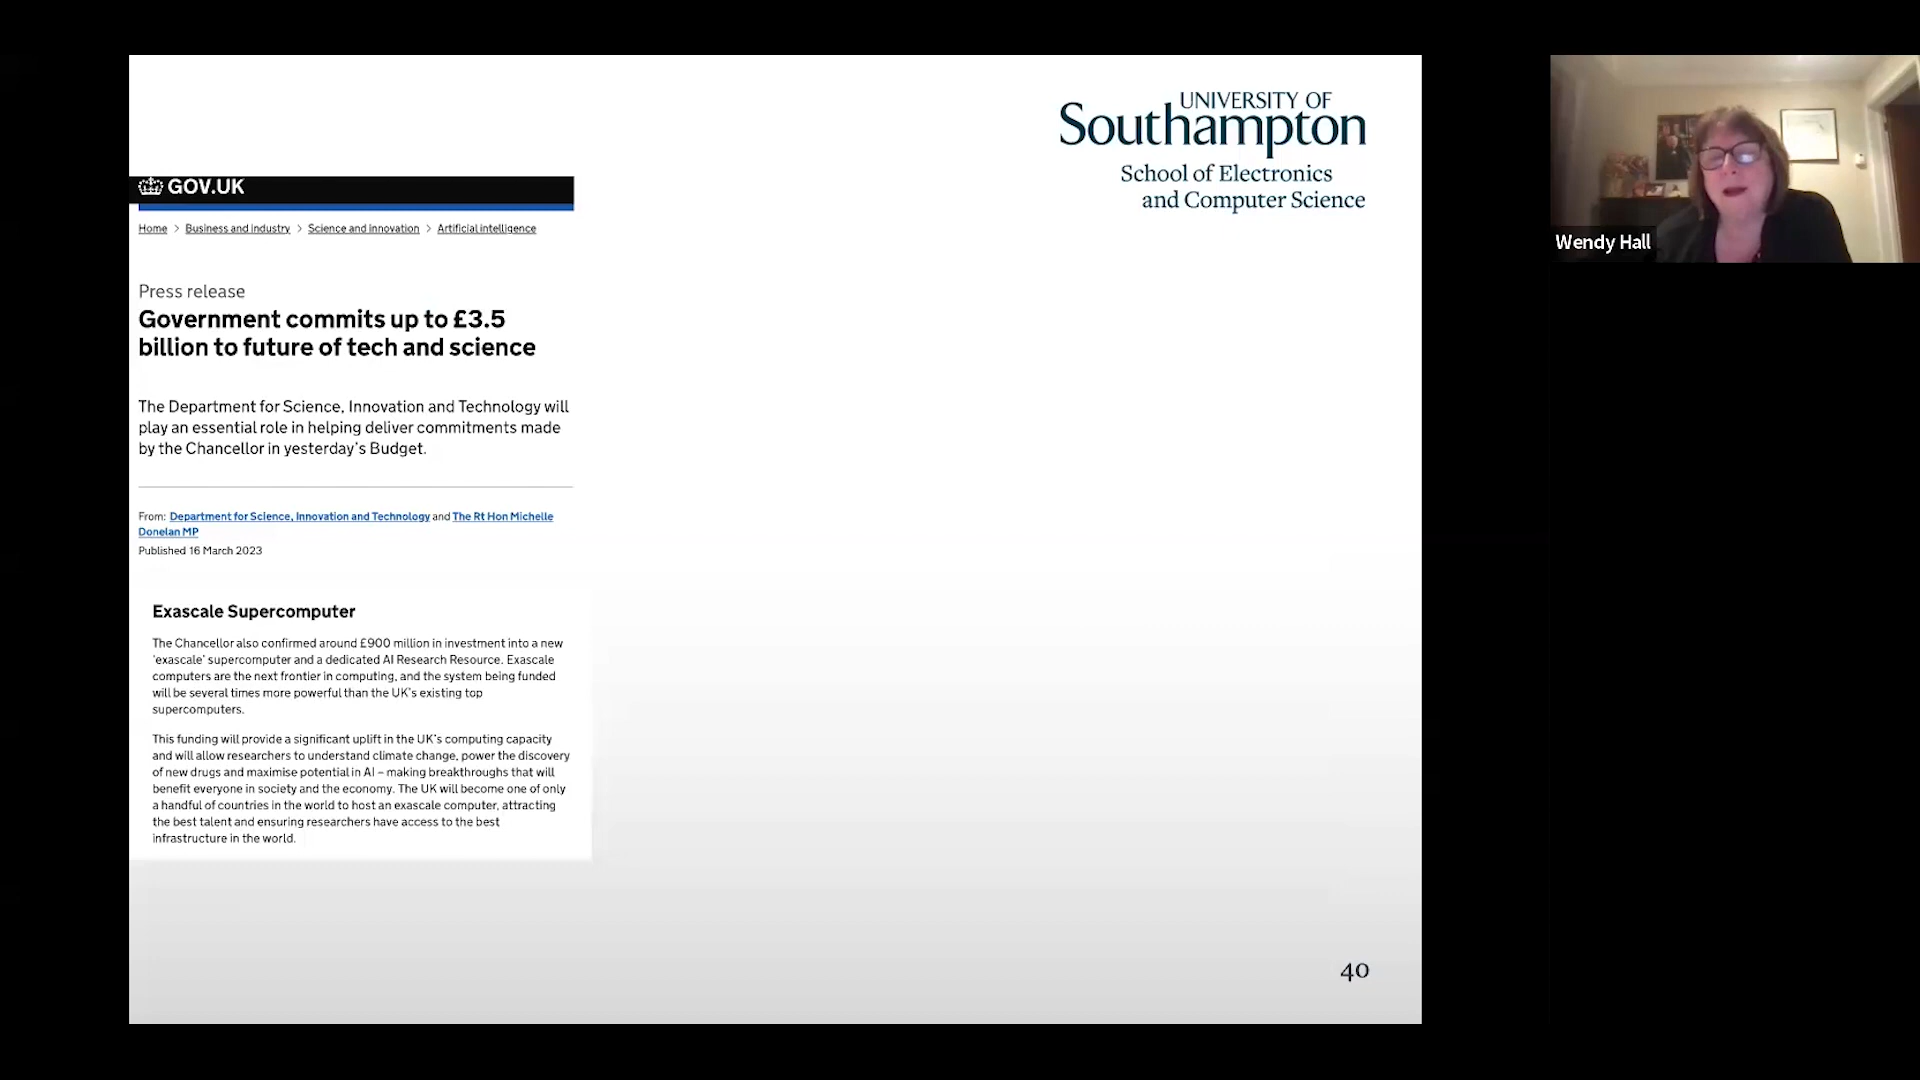 UNIVERSITY OF
Southampton
School of Electronics
and Computer Science
GOV.UK
Home > Business and industry > Science and innovation > Artificial intelligence
Press release
Government commits up to £3.5
billion to future of tech and science
The Department for Science, Innovation and Technology will
play an essential role in helping deliver commitments made
by the Chancellor in yesterday's Budget.
From: Department for Science, Innovation and Technology and The Rt Hon Michelle
Donelan MP
Published 16 March 2023
Exascale Supercomputer
The Chancellor also confirmed around £900 million in investment into a new
'exascale' supercomputer and a dedicated AI Research Resource. Exascale
computers are the next frontier in computing, and the system being funded
will be several times more powerful than the UK's existing top
supercomputers.
This funding will provide a significant uplift in the UK's computing capacity
and will allow researchers to understand climate change, power the discovery
of new drugs and maximise potential in AI – making breakthroughs that will
benefit everyone in society and the economy. The UK will become one of only
a handful of countries in the world to host an exascale computer, attracting
the best talent and ensuring researchers have access to the best
infrastructure in the world.
40
Wendy Hall